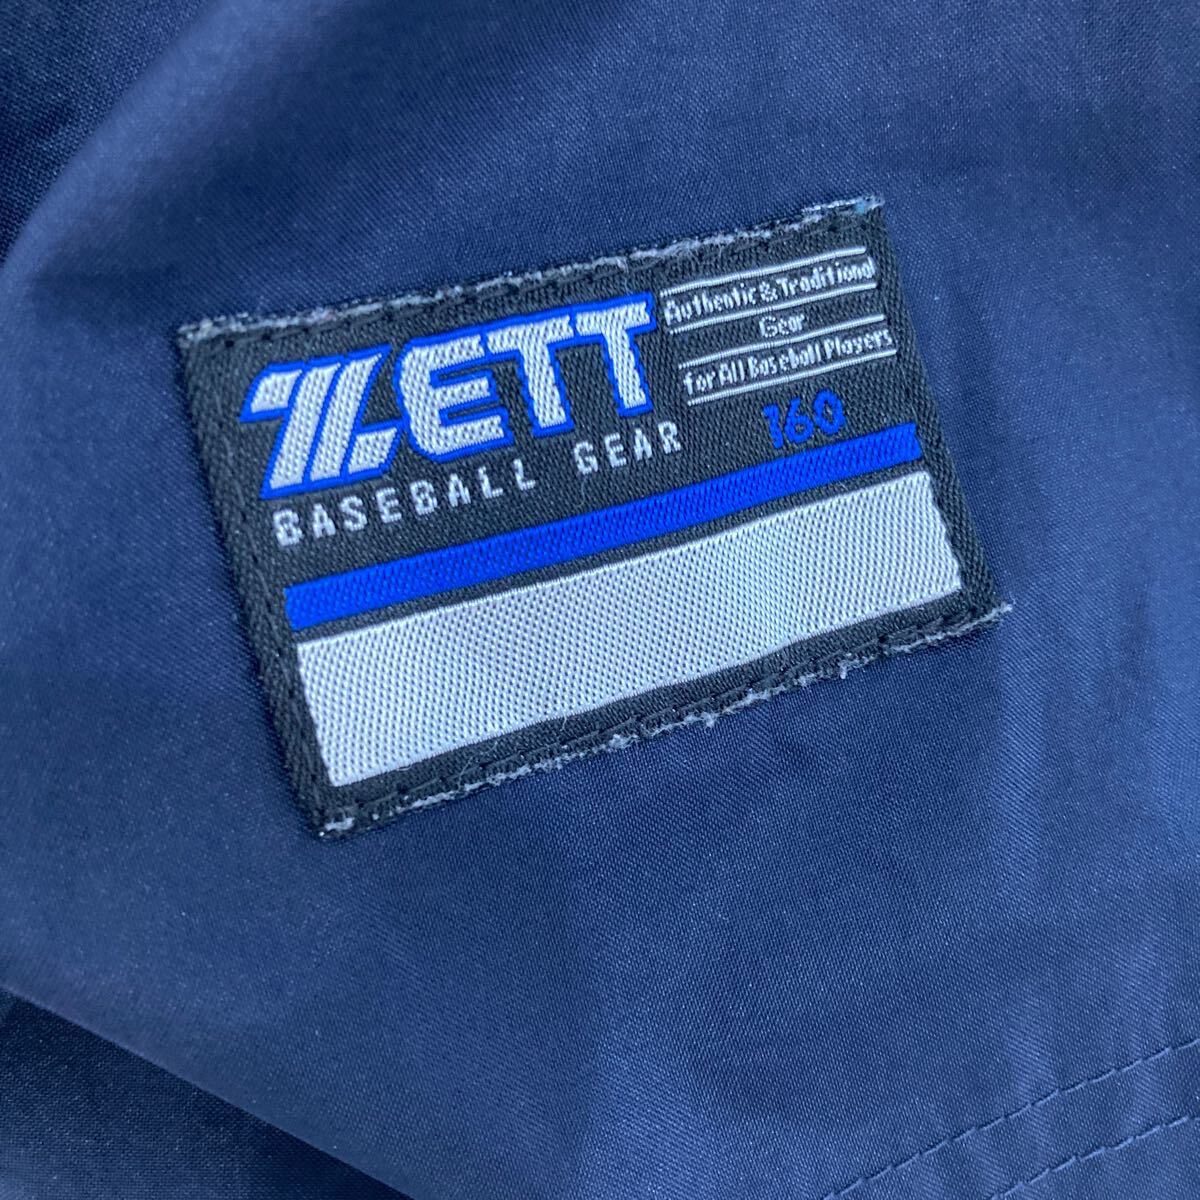 ZETT
BASEBALL GEAR
Authentic & Traditional
Gear
for All Baseball Players
160